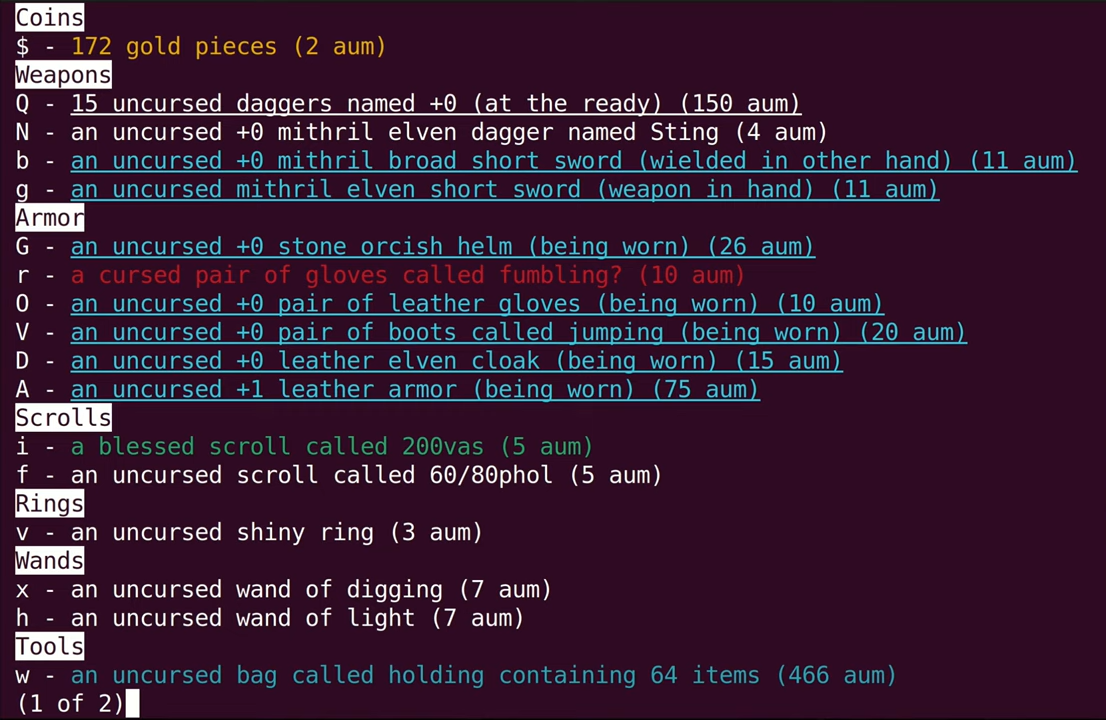 Coins
$ - 172 gold pieces (2 aum)
Weapons
Q - 15 uncursed daggers named +0 (at the ready) (150 aum)
N - an uncursed +0 mithril elven dagger named Sting (4 aum)
b - an uncursed +0 mithril broad short sword (wielded in other hand) (11 aum)
g - an uncursed mithril elven short sword (weapon in hand) (11 aum)
Armor
G - an uncursed +0 stone orcish helm (being worn) (26 aum)
r - a cursed pair of gloves called fumbling? (10 aum)
O - an uncursed +0 pair of leather gloves (being worn) (10 aum)
V - an uncursed +0 pair of boots called jumping (being worn) (20 aum)
D - an uncursed +0 leather elven cloak (being worn) (15 aum)
A - an uncursed +1 leather armor (being worn) (75 aum)
Scrolls
i - a blessed scroll called 200vas (5 aum)
f - an uncursed scroll called 60/80phol (5 aum)
Rings
v - an uncursed shiny ring (3 aum)
Wands
x - an uncursed wand of digging (7 aum)
h - an uncursed wand of light (7 aum)
Tools
w - an uncursed bag called holding containing 64 items (466 aum)
(1 of 2)